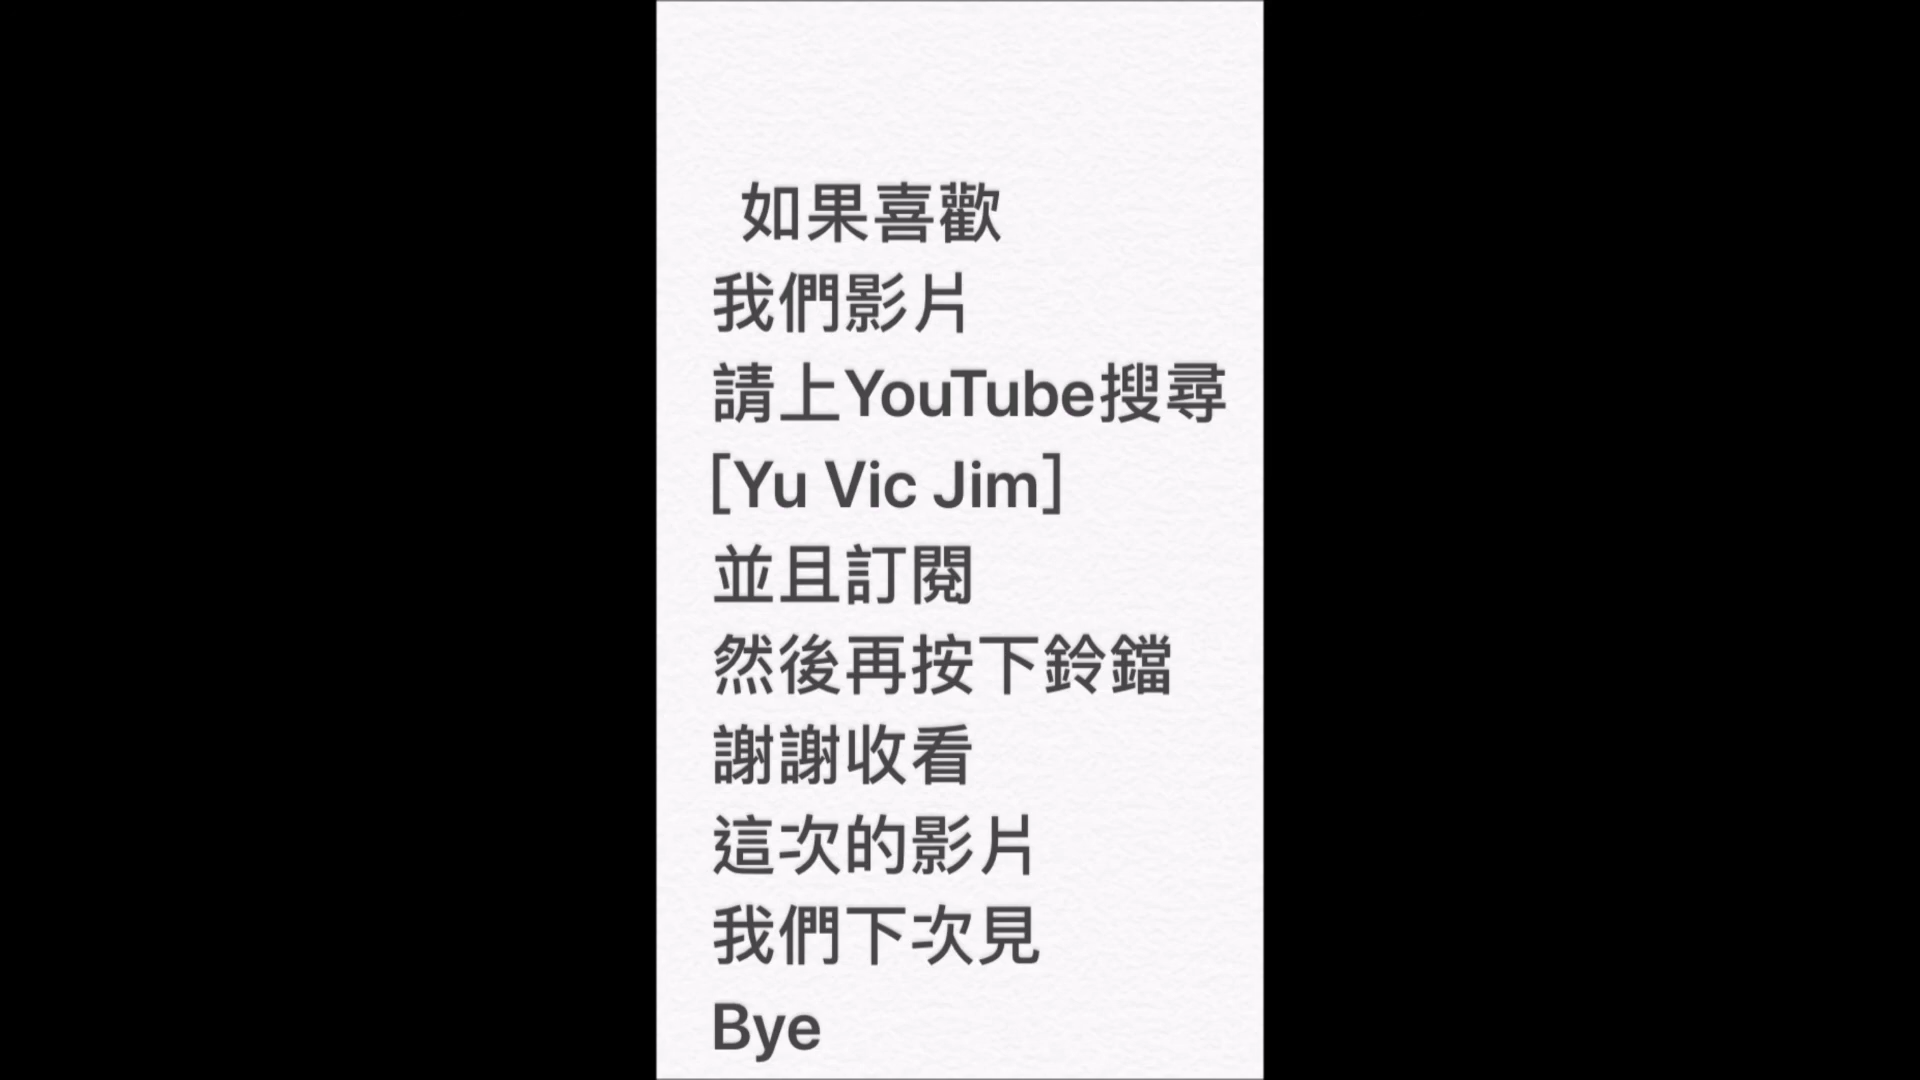 如果喜歡
我們影片
請上YouTube搜尋
[Yu Vic Jim]
並且訂閱
然後再按下鈴鐺
謝謝收看
這次的影片
我們下次見
Bye